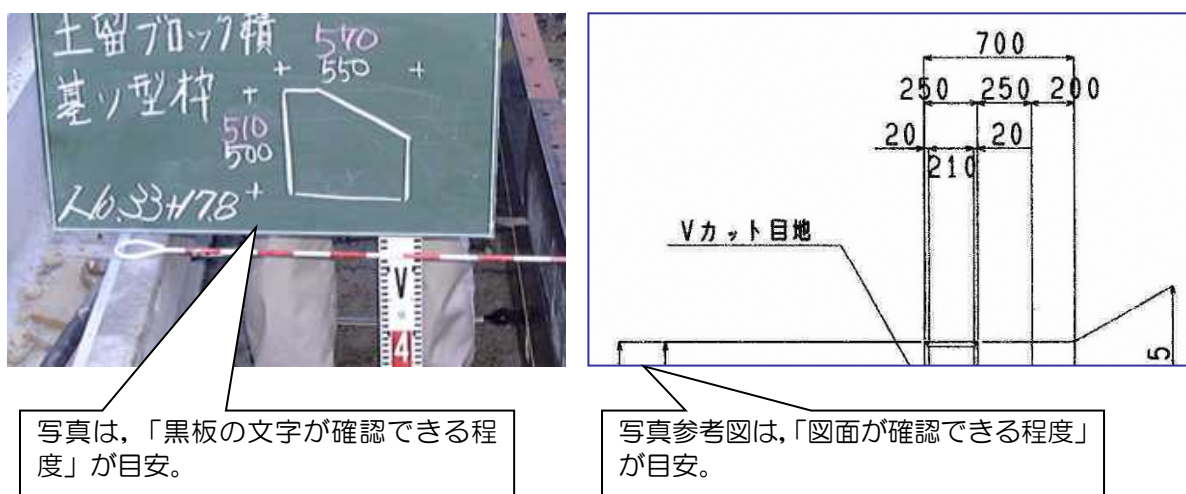 土留ブロック積
基ソ型枠
570
550
510
500
No.33+17.8
V
4
700
250 250 200
20 20
210
Vカット目地
5
写真は,「黒板の文字が確認できる程
度」が目安。
写真参考図は,「図面が確認できる程度」
が目安。